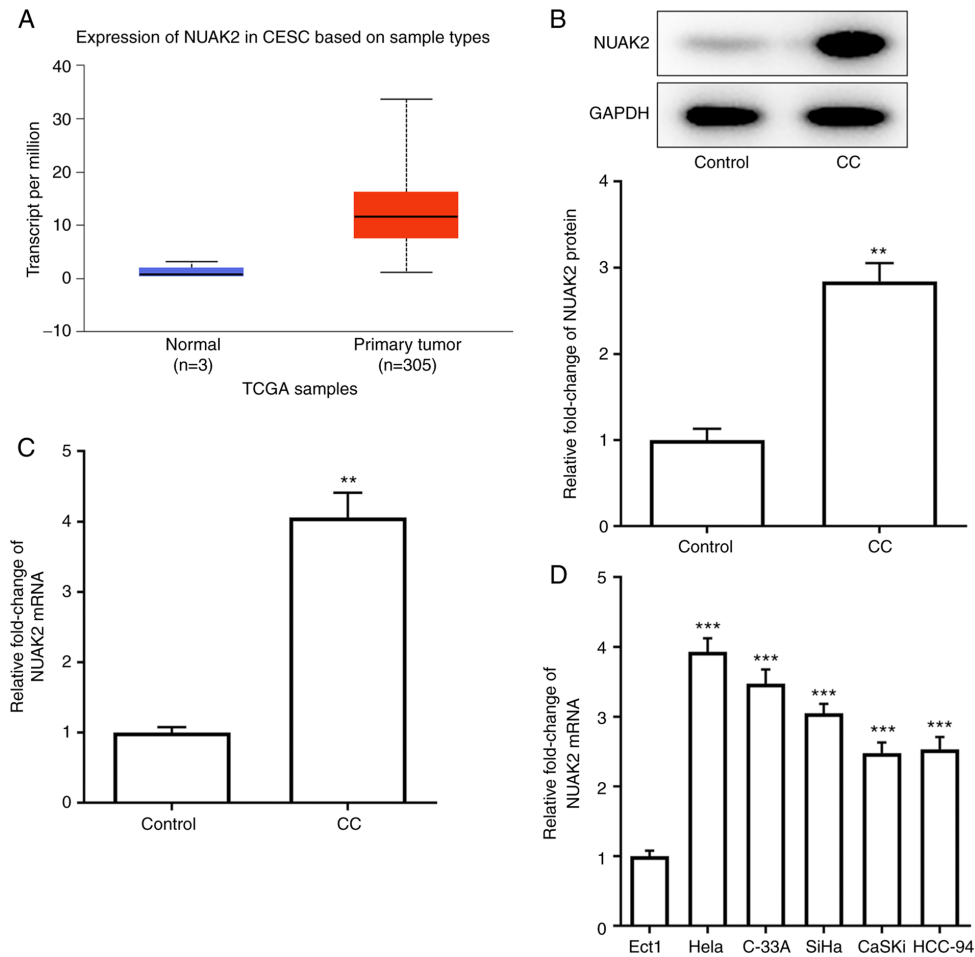 A
Expression of NUAK2 in CESC based on sample types
Transcript per million
40
30
20
10
0
−10
Normal
(n=3)
Primary tumor
(n=305)
TCGA samples
B
NUAK2
GAPDH
Control
CC
Relative fold-change of NUAK2 protein
4
3
2
1
0
**
Control
CC
C
Relative fold-change of
NUAK2 mRNA
5
4
3
2
1
0
**
Control
CC
D
Relative fold-change of
NUAK2 mRNA
5
4
3
2
1
0
***
***
***
***
***
Ect1
Hela
C-33A
SiHa
CaSKi
HCC-94